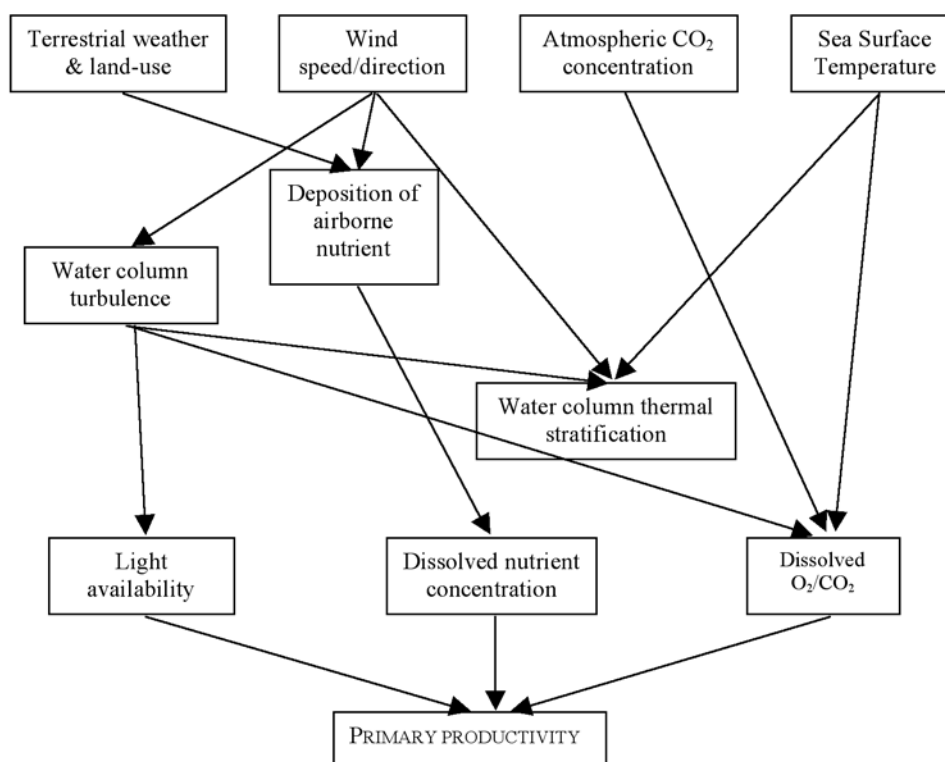 Terrestrial weather
& land-use
Wind
speed/direction
Atmospheric CO₂
concentration
Sea Surface
Temperature
Deposition of
airborne
nutrient
Water column
turbulence
Water column thermal
stratification
Light
availability
Dissolved nutrient
concentration
Dissolved
O₂/CO₂
PRIMARY PRODUCTIVITY